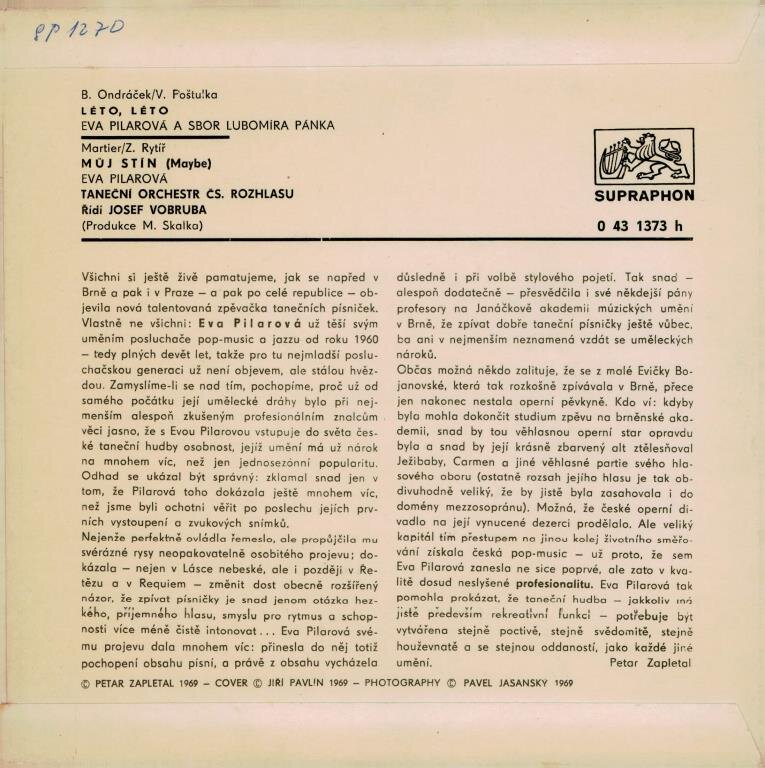 SP 1270
B. Ondráček/V. Poštulka
LÉTO, LÉTO
EVA PILAROVÁ A SBOR LUBOMÍRA PÁNKA
Martier/Z. Rytíř
MŮJ STÍN (Maybe)
EVA PILAROVÁ
TANEČNÍ ORCHESTR ČS. ROZHLASU
Řídí JOSEF VOBRUBA
(Produkce M. Skalka)
SUPRAPHON
0 43 1373 h
Všichni si ještě živě pamatujeme, jak se napřed v
Brně a pak i v Praze – a pak po celé republice – ob-
jevila nová talentovaná zpěvačka tanečních písniček.
Vlastně ne všichni: Eva Pilarová už těší svým
uměním posluchače pop-music a jazzu od roku 1960
– tedy plných devět let, takže pro tu nejmladší poslu-
chačskou generaci už není objevem, ale stálou hvěz-
dou. Zamyslíme-li se nad tím, pochopíme, proč už od
samého počátku její umělecké dráhy bylo při nej-
menším alespoň zkušeným profesionálním znalcům
věci jasno, že s Evou Pilarovou vstupuje do světa čes-
ké taneční hudby osobnost, jejíž umění má už nárok
na mnohem víc, než jen jednosezónní popularitu.
Odhad se ukázal být správný: zklamal snad jen v
tom, že Pilarová toho dokázala ještě mnohem víc,
než jsme byli ochotni věřit po poslechu jejích prv-
ních vystoupení a zvukových snímků.
Nejenže perfektně ovládla řemeslo, ale propůjčila mu
svérázné rysy neopakovatelně osobitého projevu; do-
kázala – nejen v Lásce nebeské, ale i později v Ře-
tězu a v Requiem – změnit dost obecně rozšířený
názor, že zpívat písničky je snad jenom otázka hez-
kého, příjemného hlasu, smyslu pro rytmus a schop-
nosti více méně čistě intonovat... Eva Pilarová své-
mu projevu dala mnohem víc: přinesla do něj totiž
pochopení obsahu písní, a právě z obsahu vycházela
důsledně i při volbě stylového pojetí. Tak snad –
alespoň dodatečně – přesvědčila i své někdejší pány
profesory na Janáčkově akademii múzických umění
v Brně, že zpívat dobře taneční písničky ještě vůbec,
ba ani v nejmenším neznamená vzdát se uměleckých
nároků.
Občas možná někdo zalituje, že se z malé Evičky Bo-
janovské, která tak rozkošně zpívávala v Brně, přece
jen nakonec nestala operní pěvkyně. Kdo ví: kdyby
byla mohla dokončit studium zpěvu na brněnské aka-
demii, snad by tou věhlasnou operní star opravdu
byla a snad by její krásně zbarvený alt ztělesňoval
Ježibaby, Carmen a jiné věhlasné partie svého hla-
sového oboru (ostatně rozsah jejího hlasu je tak ob-
divuhodně veliký, že by jistě byla zasahovala i do
domény mezzosopránu). Možná, že české operní di-
vadlo na její vynucené dezerci prodělalo. Ale veliký
kapitál tím přestupem na jinou kolej životního směřo-
vání získala česká pop-music – už proto, že sem
Eva Pilarová zanesla ne sice poprvé, ale zato v kva-
litě dosud neslyšené profesionalitu. Eva Pilarová tak
pomohla prokázat, že taneční hudba – jakkoliv má
jistě především rekreativní funkci – potřebuje být
vytvářena stejně poctivě, stejně svědomitě, stejně
houževnatě a se stejnou oddaností, jako každé jiné
umění. Petar Zapletal
© PETAR ZAPLETAL 1969 – COVER © JIŘÍ PAVLÍN 1969 – PHOTOGRAPHY © PAVEL JASANSKÝ 1969